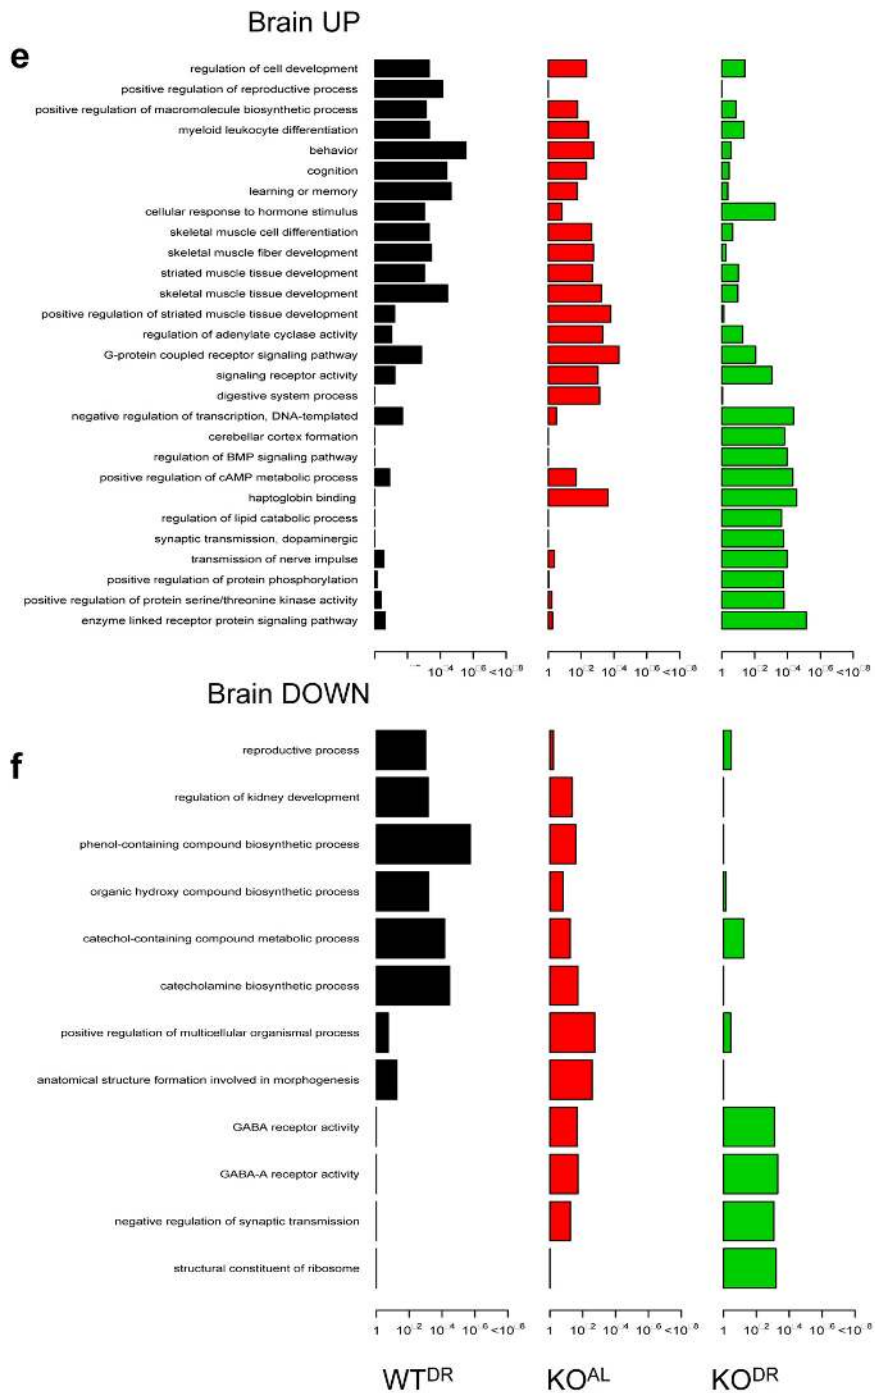 Brain UP
e
regulation of cell development
positive regulation of reproductive process
positive regulation of macromolecule biosynthetic process
myeloid leukocyte differentiation
behavior
cognition
learning or memory
cellular response to hormone stimulus
skeletal muscle cell differentiation
skeletal muscle fiber development
striated muscle tissue development
skeletal muscle tissue development
positive regulation of striated muscle tissue development
regulation of adenylate cyclase activity
G-protein coupled receptor signaling pathway
signaling receptor activity
digestive system process
negative regulation of transcription, DNA-templated
cerebellar cortex formation
regulation of BMP signaling pathway
positive regulation of cAMP metabolic process
haptoglobin binding
regulation of lipid catabolic process
synaptic transmission, dopaminergic
transmission of nerve impulse
positive regulation of protein phosphorylation
positive regulation of protein serine/threonine kinase activity
enzyme linked receptor protein signaling pathway
10⁻⁴ 10⁻⁶ <10⁻⁸ 1 10⁻² 10⁻⁴ 10⁻⁶ <10⁻⁸ 1 10⁻² 10⁻⁴ 10⁻⁶ <10⁻⁸
Brain DOWN
f
reproductive process
regulation of kidney development
phenol-containing compound biosynthetic process
organic hydroxy compound biosynthetic process
catechol-containing compound metabolic process
catecholamine biosynthetic process
positive regulation of multicellular organismal process
anatomical structure formation involved in morphogenesis
GABA receptor activity
GABA-A receptor activity
negative regulation of synaptic transmission
structural constituent of ribosome
1 10⁻² 10⁻⁴ 10⁻⁶ <10⁻⁸ 1 10⁻² 10⁻⁴ 10⁻⁶ <10⁻⁸ 1 10⁻² 10⁻⁴ 10⁻⁶ <10⁻⁸
WTᴰᴿ KOᴬᴸ KOᴰᴿ